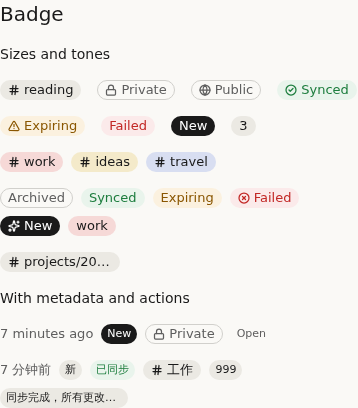 Badge
Sizes and tones
# reading Private Public Synced
Expiring Failed New 3
# work # ideas # travel
Archived Synced Expiring Failed
New work
# projects/20...
With metadata and actions
7 minutes ago New Private Open
7 分钟前 新 已同步 # 工作 999
同步完成，所有更改...